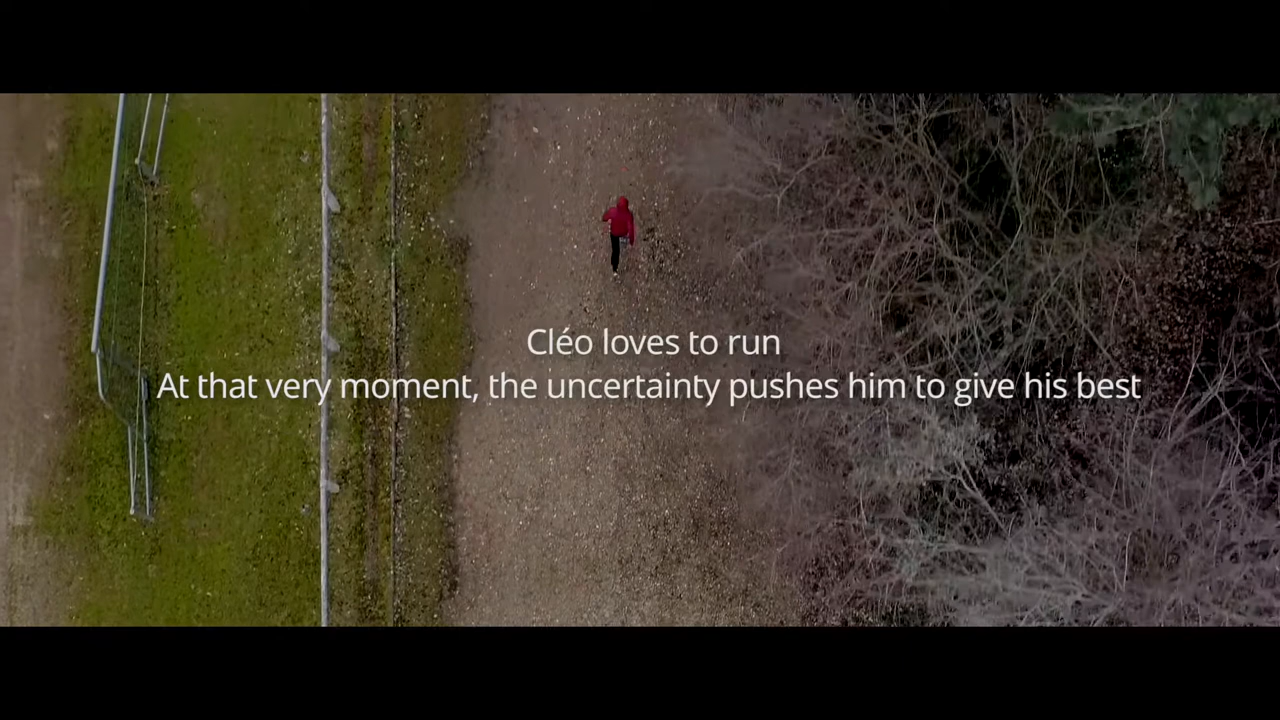 Cléo loves to run
At that very moment, the uncertainty pushes him to give his best